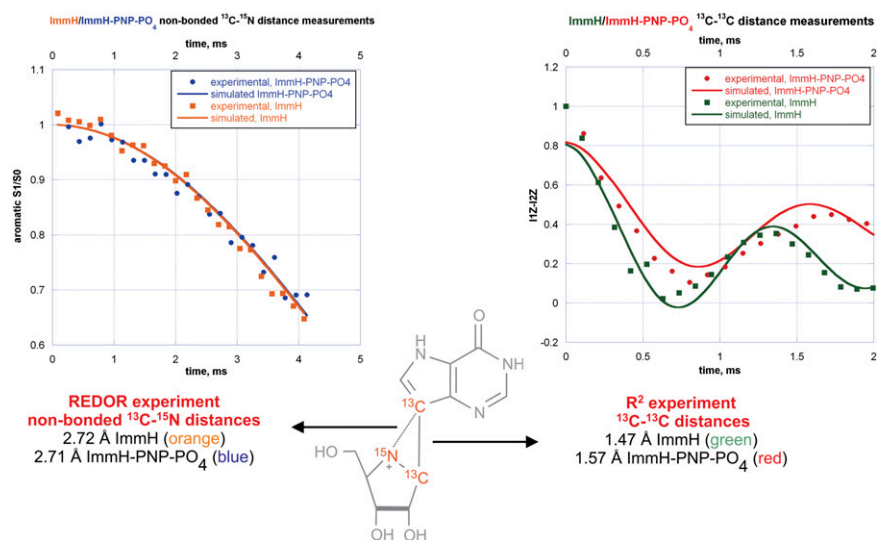 ImmH/ImmH-PNP-PO4 non-bonded 13C-15N distance measurements
time, ms
0 1 2 3 4 5
1.1
1
0.9
0.8
0.7
0.6
aromatic S1/S0
experimental, ImmH-PNP-PO4
simulated ImmH-PNP-PO4
experimental, ImmH
simulated, ImmH
0 1 2 3 4 5
time, ms
REDOR experiment
non-bonded 13C-15N distances
2.72 Å ImmH (orange)
2.71 Å ImmH-PNP-PO4 (blue)
O
H
N
NH
13C
N
15N
+
13C
HO
OH
OH
ImmH/ImmH-PNP-PO4 13C-13C distance measurements
time, ms
0 0.5 1 1.5 2
1.2
1
0.8
0.6
0.4
0.2
0
-0.2
I1Z-I2Z
experimental, ImmH-PNP-PO4
simulated, ImmH-PNP-PO4
experimental, ImmH
simulated, ImmH
0 0.5 1 1.5 2
time, ms
R2 experiment
13C-13C distances
1.47 Å ImmH (green)
1.57 Å ImmH-PNP-PO4 (red)